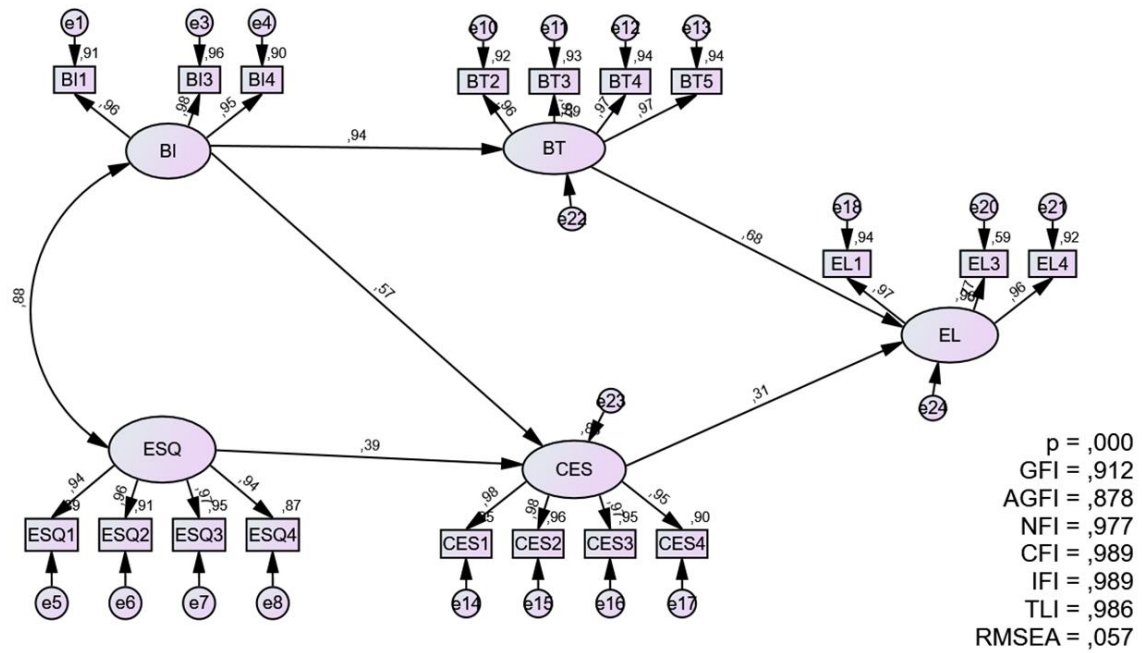 e1 e3 e4 e10 e11 e12 e13
,91 ,96 ,90 ,92 ,93 ,94 ,94
BI1 BI3 BI4 BT2 BT3 BT4 BT5
,96 ,98 ,95 ,96 ,97 ,97
BI ,94 BT
e22
e18 e20 e21
,94 ,59 ,92
EL1 EL3 EL4
,68
,97 ,96
,88 ,57
EL
e24
e23
,31
ESQ ,39 CES
,94 ,96 ,97 ,94 ,98 ,98 ,95
,91 ,95 ,87 ,96 ,95 ,90
ESQ1 ESQ2 ESQ3 ESQ4 CES1 CES2 CES3 CES4
e5 e6 e7 e8 e14 e15 e16 e17
p = ,000
GFI = ,912
AGFI = ,878
NFI = ,977
CFI = ,989
IFI = ,989
TLI = ,986
RMSEA = ,057